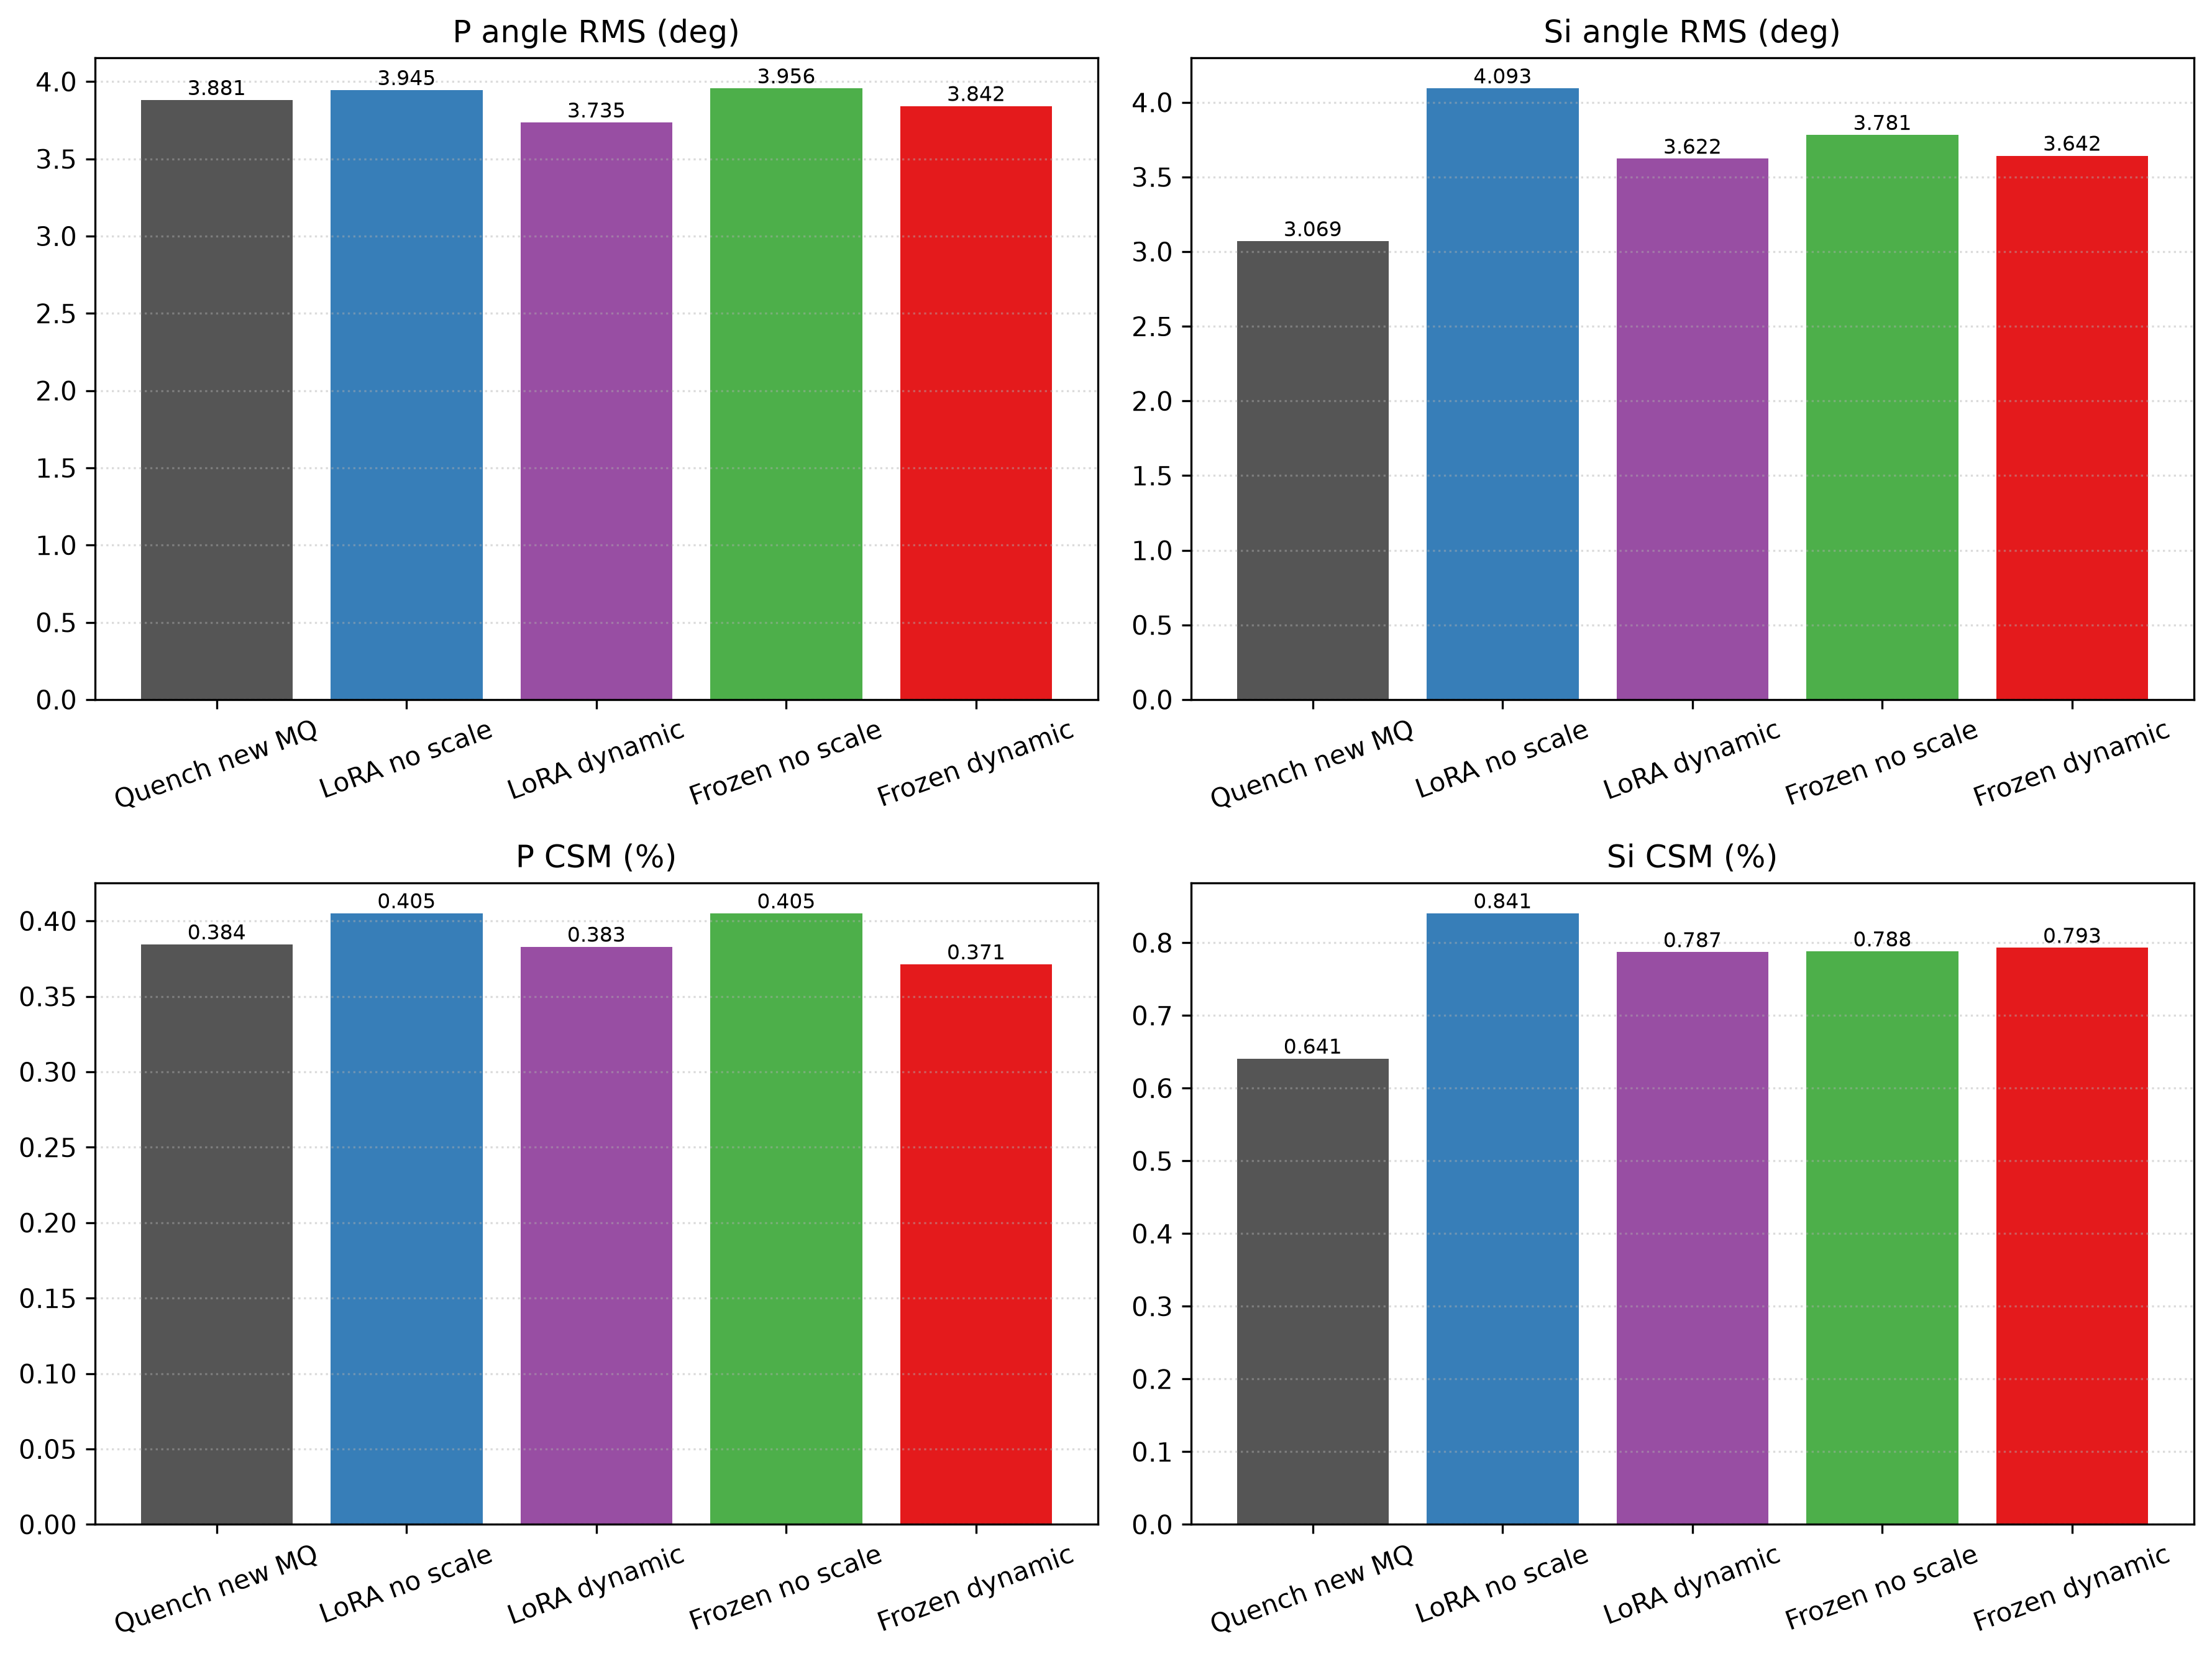 P angle RMS (deg)
4.0
3.5
3.0
2.5
2.0
1.5
1.0
0.5
0.0
3.881
3.945
3.735
3.956
3.842
Quench new MQ
LoRA no scale
LoRA dynamic
Frozen no scale
Frozen dynamic
Si angle RMS (deg)
4.0
3.5
3.0
2.5
2.0
1.5
1.0
0.5
0.0
3.069
4.093
3.622
3.781
3.642
Quench new MQ
LoRA no scale
LoRA dynamic
Frozen no scale
Frozen dynamic
P CSM (%)
0.40
0.35
0.30
0.25
0.20
0.15
0.10
0.05
0.00
0.384
0.405
0.383
0.405
0.371
Quench new MQ
LoRA no scale
LoRA dynamic
Frozen no scale
Frozen dynamic
Si CSM (%)
0.8
0.7
0.6
0.5
0.4
0.3
0.2
0.1
0.0
0.641
0.841
0.787
0.788
0.793
Quench new MQ
LoRA no scale
LoRA dynamic
Frozen no scale
Frozen dynamic